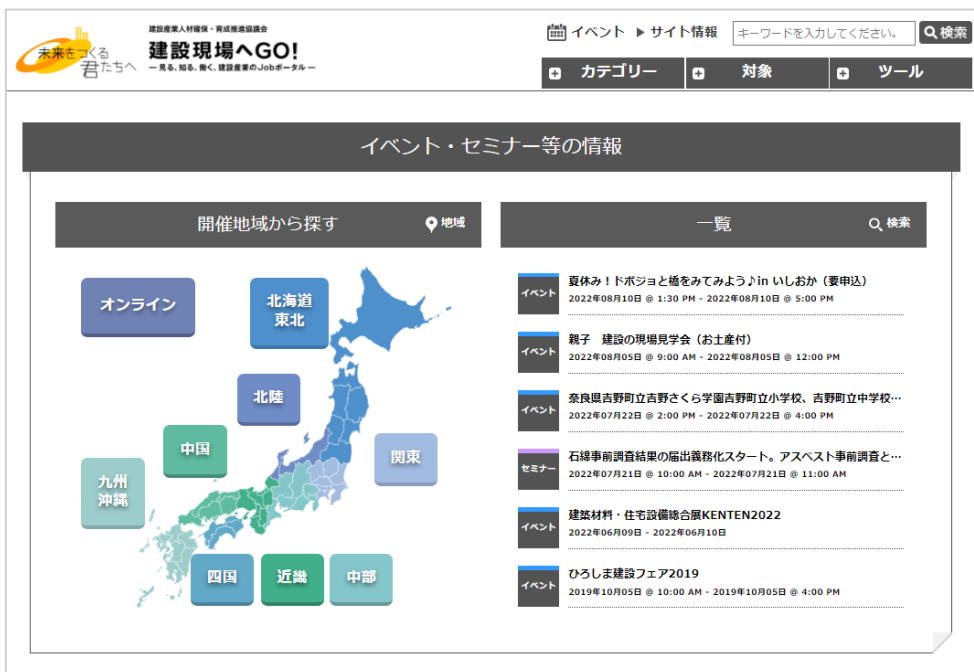 未来をつくる
君たちへ
建設産業人材確保・育成推進協議会
建設現場へGO!
ー 見る、知る、働く、建設産業のJobポータル ー
イベント ▶ サイト情報
キーワードを入力してください。
検索
カテゴリー
対象
ツール
イベント・セミナー等の情報
開催地域から探す
地域
オンライン
北海道
東北
北陸
中国
関東
九州
沖縄
四国
近畿
中部
一覧
検索
イベント
夏休み！ドボジョと橋をみてみよう♪in いしおか（要申込）
2022年08月10日 @ 1:30 PM - 2022年08月10日 @ 5:00 PM
イベント
親子　建設の現場見学会（お土産付）
2022年08月05日 @ 9:00 AM - 2022年08月05日 @ 12:00 PM
イベント
奈良県吉野町立吉野さくら学園吉野町立小学校、吉野町立中学校…
2022年07月22日 @ 2:00 PM - 2022年07月22日 @ 4:00 PM
セミナー
石綿事前調査結果の届出義務化スタート。アスベスト事前調査と…
2022年07月21日 @ 10:00 AM - 2022年07月21日 @ 11:00 AM
イベント
建築材料・住宅設備総合展KENTEN2022
2022年06月09日 - 2022年06月10日
イベント
ひろしま建設フェア2019
2019年10月05日 @ 10:00 AM - 2019年10月05日 @ 4:00 PM